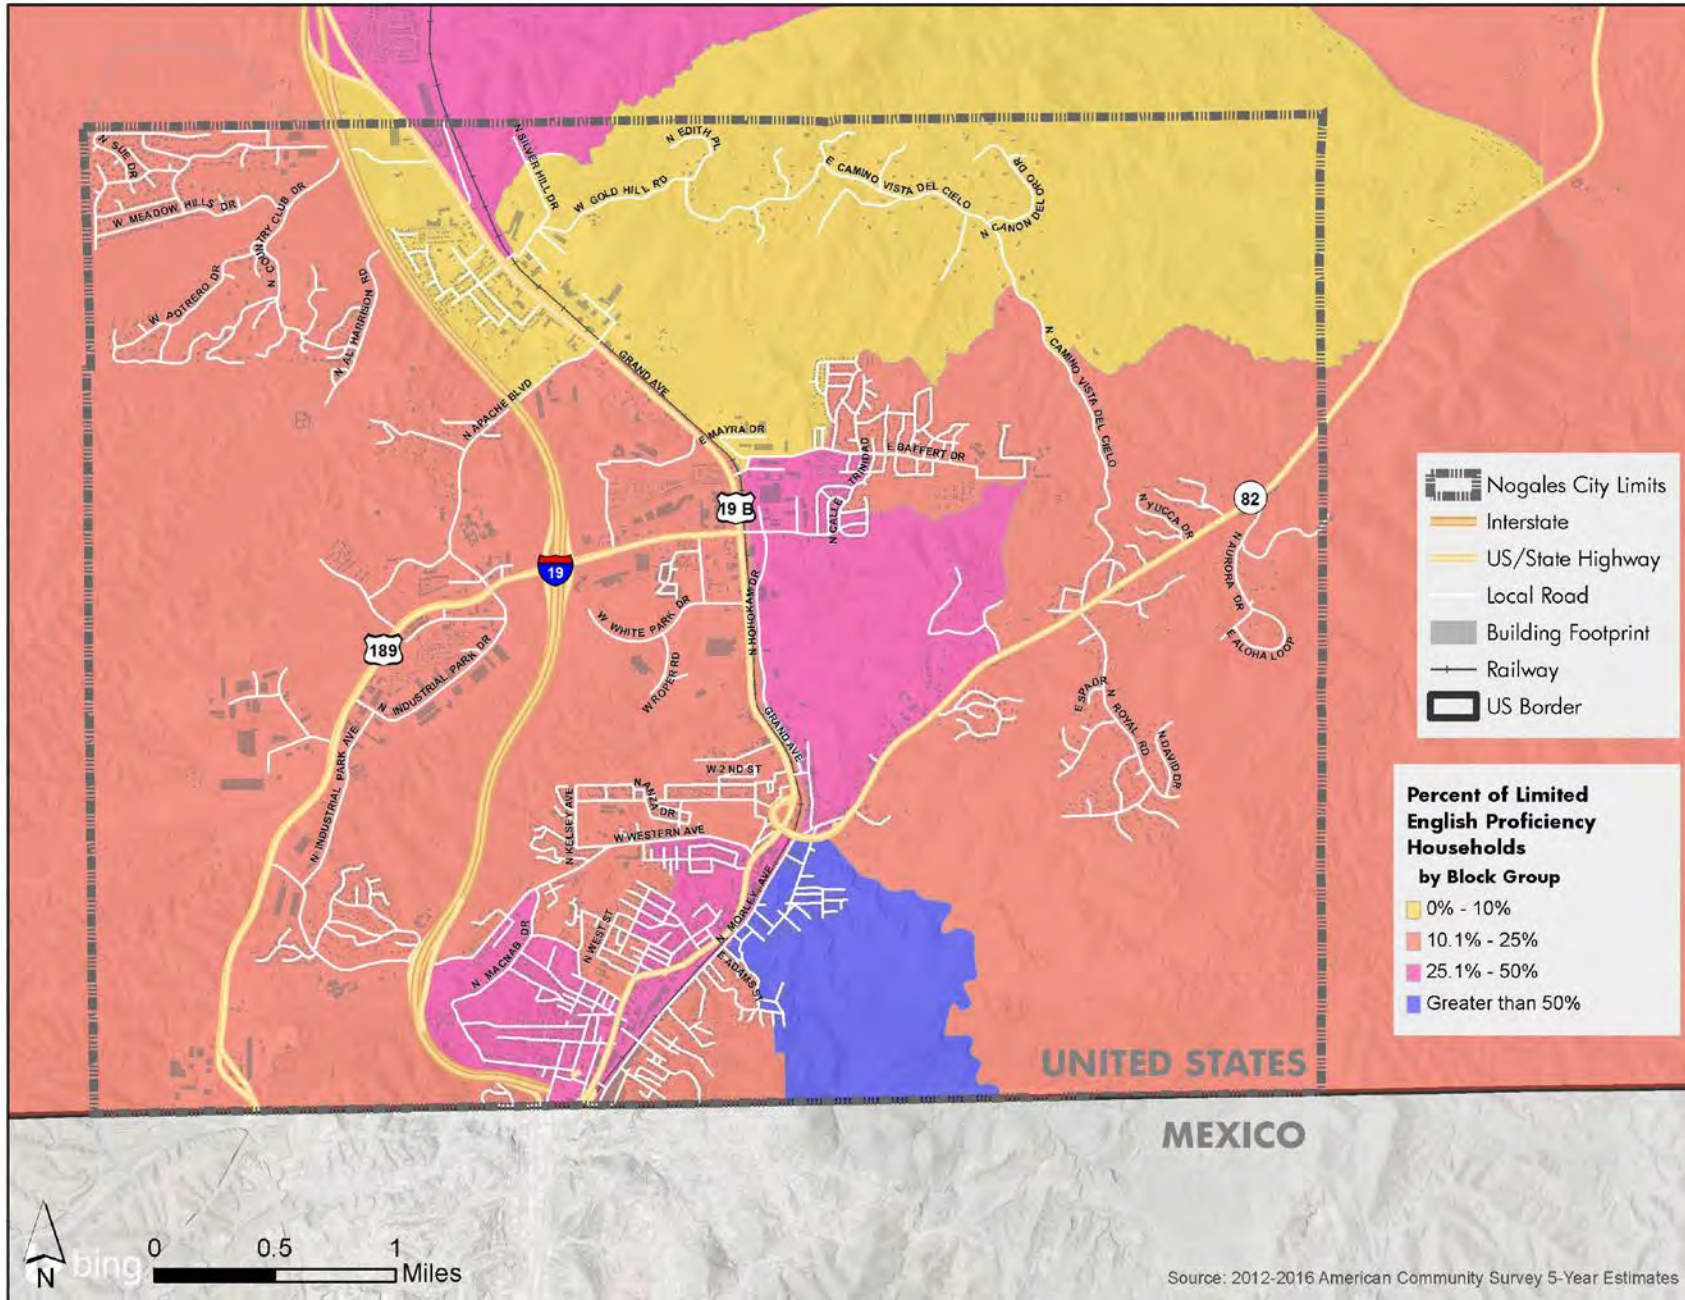 N SUE DR
N SILVER HILL DR
N EDITH PL
E CAMINO VISTA DEL CIELO
ORO DR
N CANON DEL
W GOLD HILL RD
W MEADOW HILLS DR
N COUNTRY CLUB DR
W POTRERO DR
N AL HARRISON RD
GRAND AVE
N APACHE BLVD
N CAMINO VISTA DEL CIELO
E MAYRA DR
E BAFFERT DR
N CALLE TRINIDAD
19 B
82
N YUCCA DR
N AURORA DR
E ALOHA LOOP
19
189
N HOHOKAM DR
W WHITE PARK DR
W ROPER RD
N INDUSTRIAL PARK DR
N INDUSTRIAL PARK AVE
E SPA DR
N ROYAL RD
N DAVID DR
GRAND AVE
W 2ND ST
N ANZA DR
N KELSEY AVE
W WESTERN AVE
N MORLEY AVE
N WEST ST
N MACNAB DR
E ADAMS ST
UNITED STATES
MEXICO
Nogales City Limits
Interstate
US/State Highway
Local Road
Building Footprint
Railway
US Border
Percent of Limited
English Proficiency
Households
by Block Group
0% - 10%
10.1% - 25%
25.1% - 50%
Greater than 50%
N
bing
0 0.5 1
Miles
Source: 2012-2016 American Community Survey 5-Year Estimates